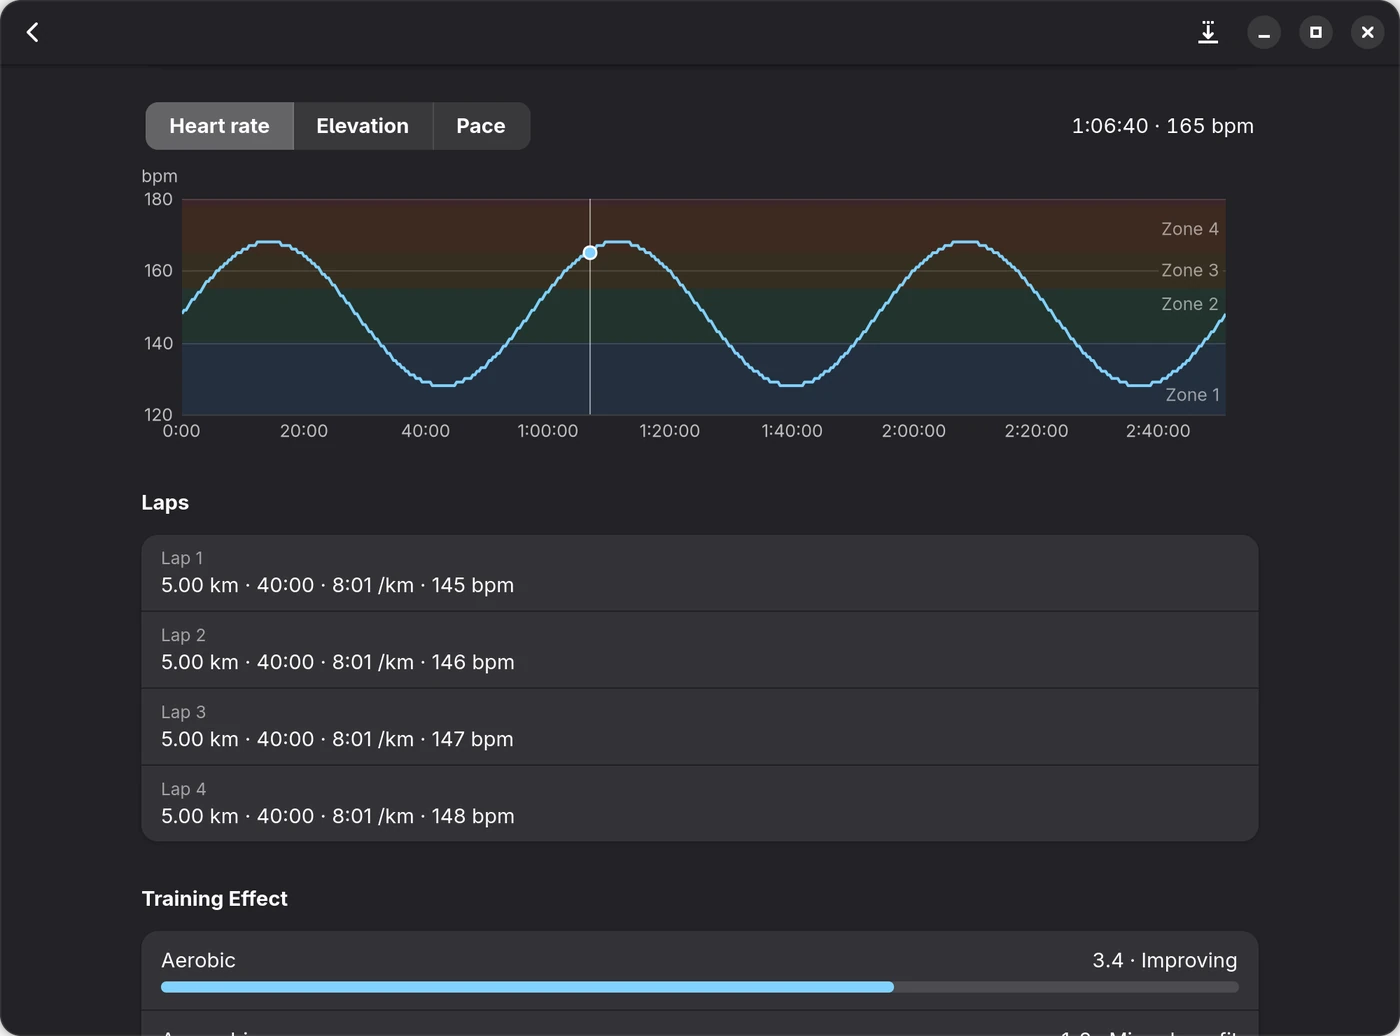 Heart rate Elevation Pace 1:06:40 · 165 bpm
bpm
180
Zone 4
160
Zone 3
Zone 2
140
Zone 1
120
0:00 20:00 40:00 1:00:00 1:20:00 1:40:00 2:00:00 2:20:00 2:40:00
Laps
Lap 1
5.00 km · 40:00 · 8:01 /km · 145 bpm
Lap 2
5.00 km · 40:00 · 8:01 /km · 146 bpm
Lap 3
5.00 km · 40:00 · 8:01 /km · 147 bpm
Lap 4
5.00 km · 40:00 · 8:01 /km · 148 bpm
Training Effect
Aerobic 3.4 · Improving